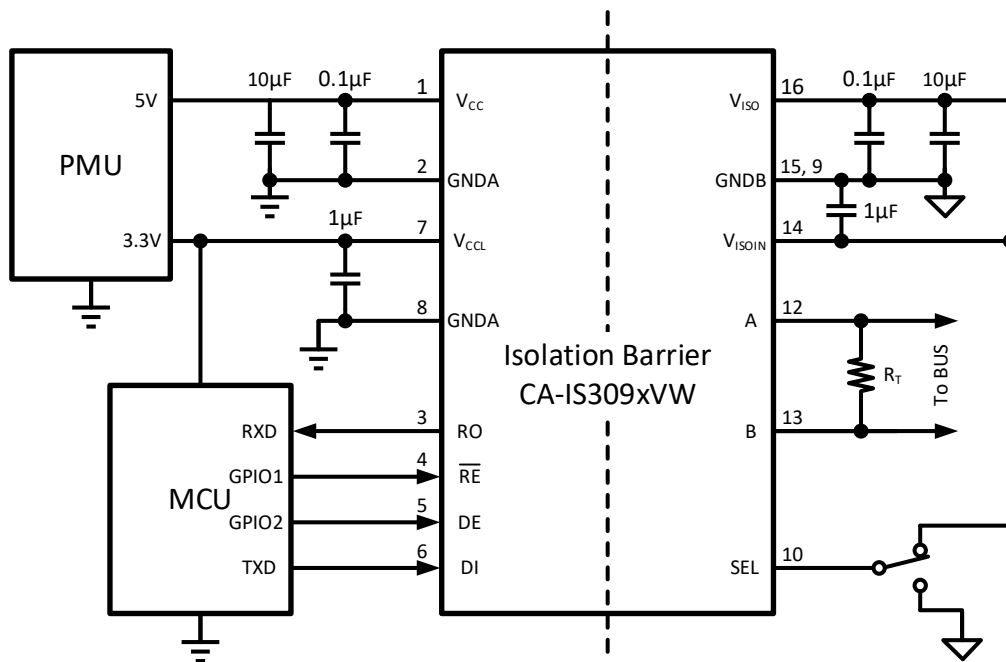 PMU
5V
3.3V
10µF
0.1µF
1µF
MCU
RXD
GPIO1
GPIO2
TXD
1
2
7
8
3
4
5
6
VCC
GNDA
VCCL
GNDA
RO
RE
DE
DI
Isolation Barrier
CA-IS309xVW
VISO
GNDB
VISOIN
A
B
SEL
16
15, 9
14
12
13
10
0.1µF
10µF
1µF
RT
To BUS